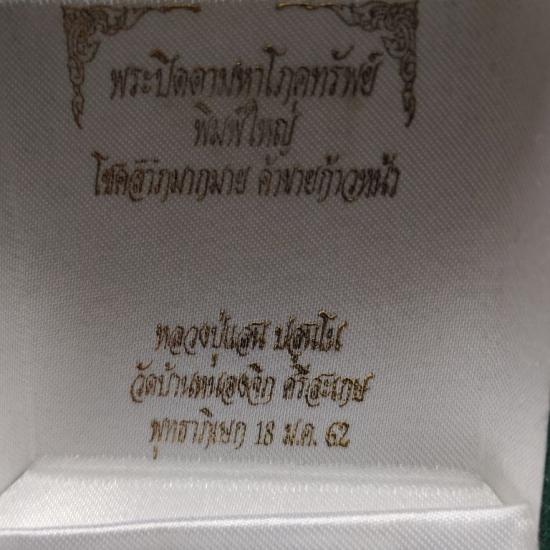 พระปิดตามหาโภคทรัพย์
พิมพ์ใหญ่
โชคลาภมากมาย ค้าขายก้าวหน้า
หลวงปู่แสน ปสนฺโน
วัดบ้านหนองจิก ศรีสะเกษ
พุทธาภิเษก 18 ม.ค. 62